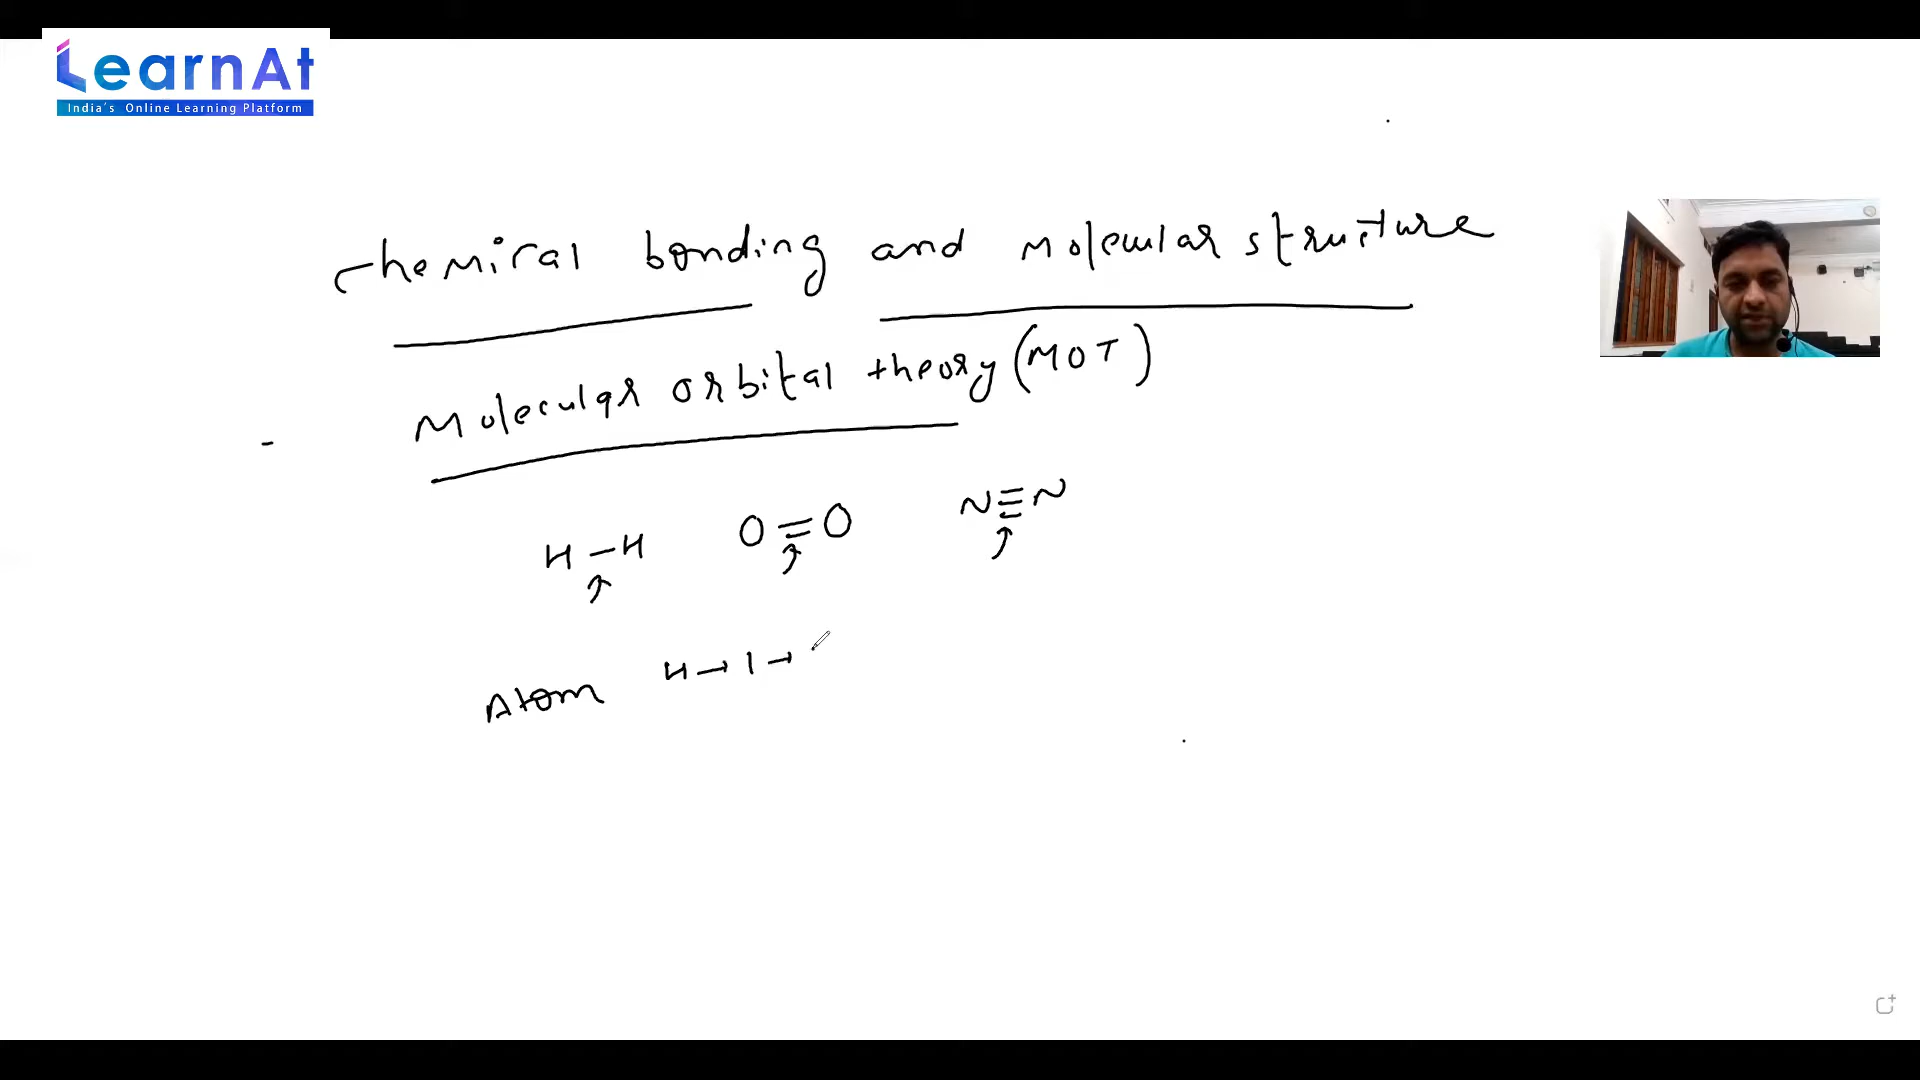 LearnAt
India's Online Learning Platform
chemical bonding and molecular structure
Molecular orbital theory (MOT)
H-H O=O N≡N
Atom H→1→